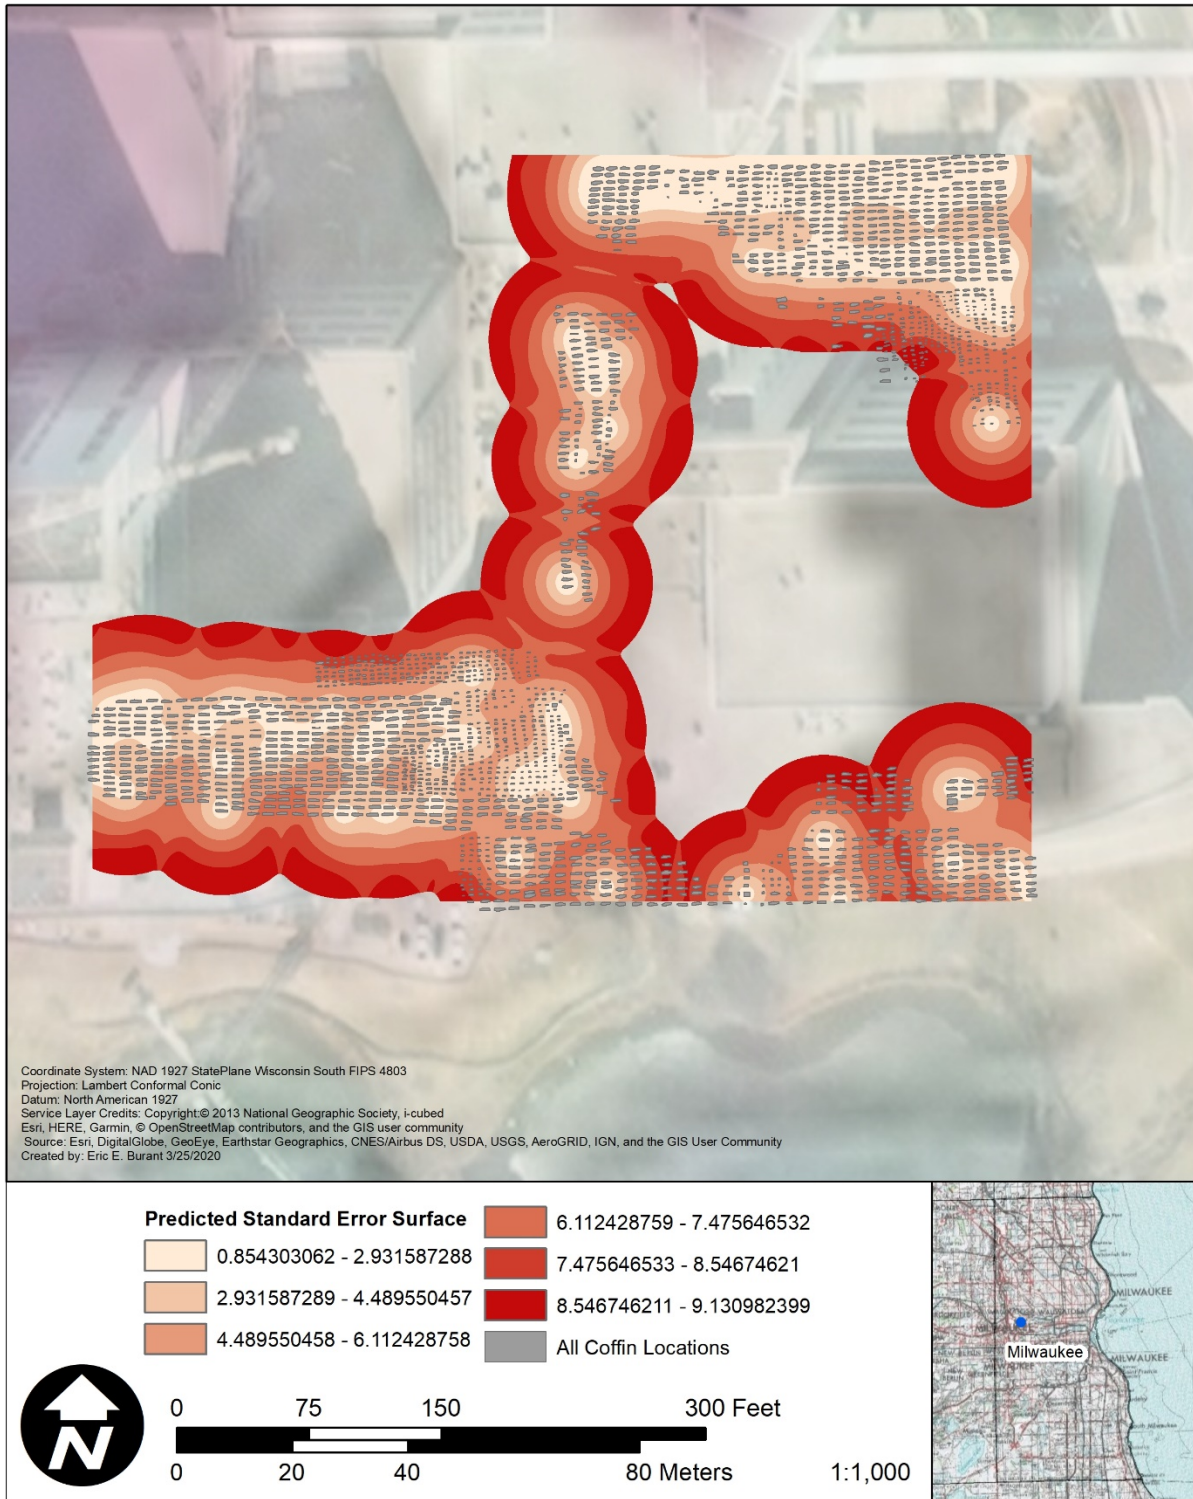 Coordinate System: NAD 1927 StatePlane Wisconsin South FIPS 4803
Projection: Lambert Conformal Conic
Datum: North American 1927
Service Layer Credits: Copyright:© 2013 National Geographic Society, i-cubed
Esri, HERE, Garmin, © OpenStreetMap contributors, and the GIS user community
Source: Esri, DigitalGlobe, GeoEye, Earthstar Geographics, CNES/Airbus DS, USDA, USGS, AeroGRID, IGN, and the GIS User Community
Created by: Eric E. Burant 3/25/2020
Predicted Standard Error Surface
0.854303062 - 2.931587288
2.931587289 - 4.489550457
4.489550458 - 6.112428758
6.112428759 - 7.475646532
7.475646533 - 8.54674621
8.546746211 - 9.130982399
All Coffin Locations
N
0 75 150 300 Feet
0 20 40 80 Meters
1:1,000
MILWAUKEE
Milwaukee
MILWAUKEE